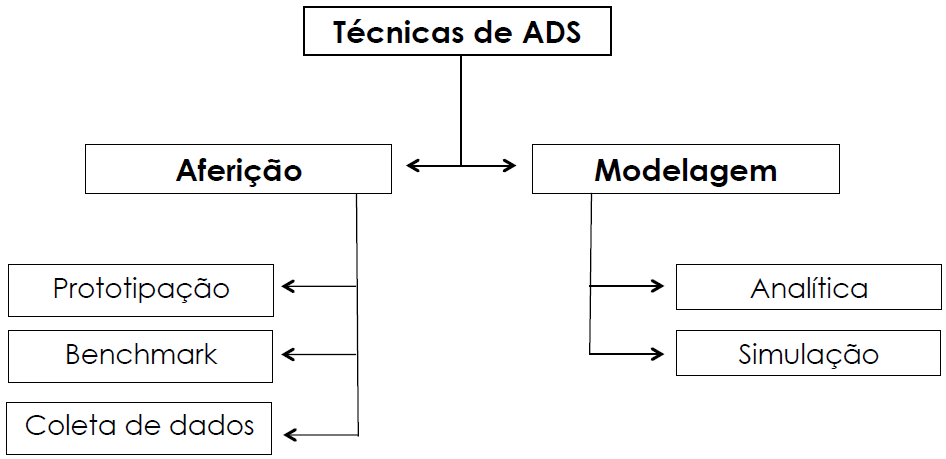 Técnicas de ADS
Aferição
Modelagem
Prototipação
Benchmark
Coleta de dados
Analítica
Simulação